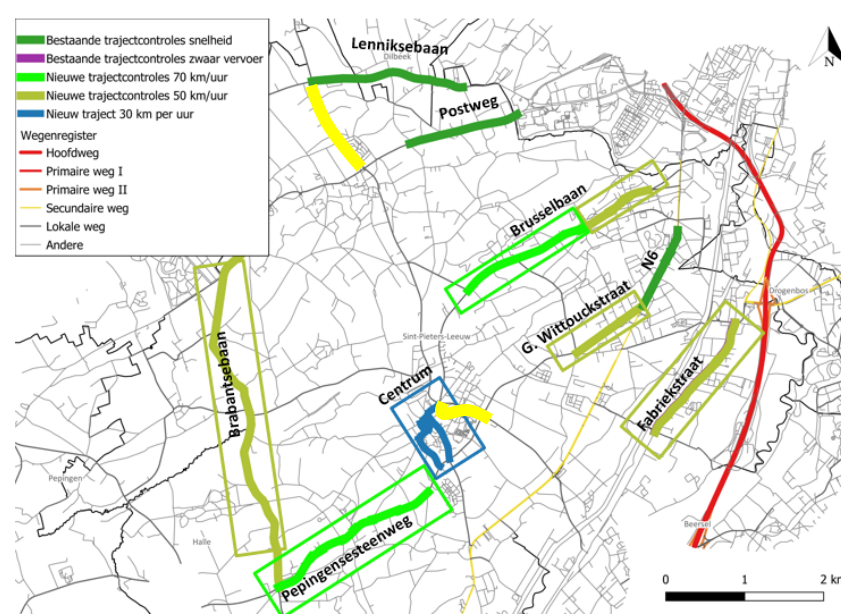 Bestaande trajectcontroles snelheid
Bestaande trajectcontroles zwaar vervoer
Nieuwe trajectcontroles 70 km/uur
Nieuwe trajectcontroles 50 km/uur
Nieuw traject 30 km per uur
Wegenregister
Hoofdweg
Primaire weg I
Primaire weg II
Secundaire weg
Lokale weg
Andere
Lenniksebaan
Dilbeek
N
Postweg
Brusselbaan
N6
Drogenbos
G. Wittouckstraat
Sint-Pieters-Leeuw
Centrum
Fabriekstraat
Brabantsebaan
Pepingen
Halle
Pepingensesteenweg
Beersel
0 1 2 km